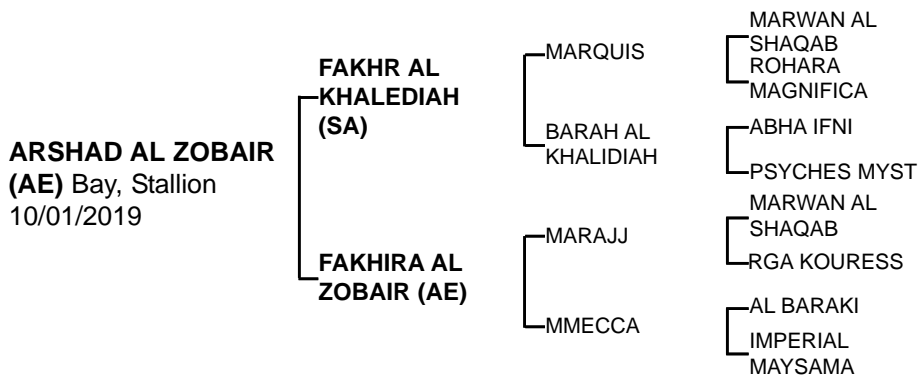 ARSHAD AL ZOBAIR
(AE) Bay, Stallion
10/01/2019
FAKHR AL
KHALEDIAH
(SA)
FAKHIRA AL
ZOBAIR (AE)
MARQUIS
BARAH AL
KHALIDIAH
MARAJJ
MMECCA
MARWAN AL
SHAQAB
ROHARA
MAGNIFICA
ABHA IFNI
PSYCHES MYST
MARWAN AL
SHAQAB
RGA KOURESS
AL BARAKI
IMPERIAL
MAYSAMA